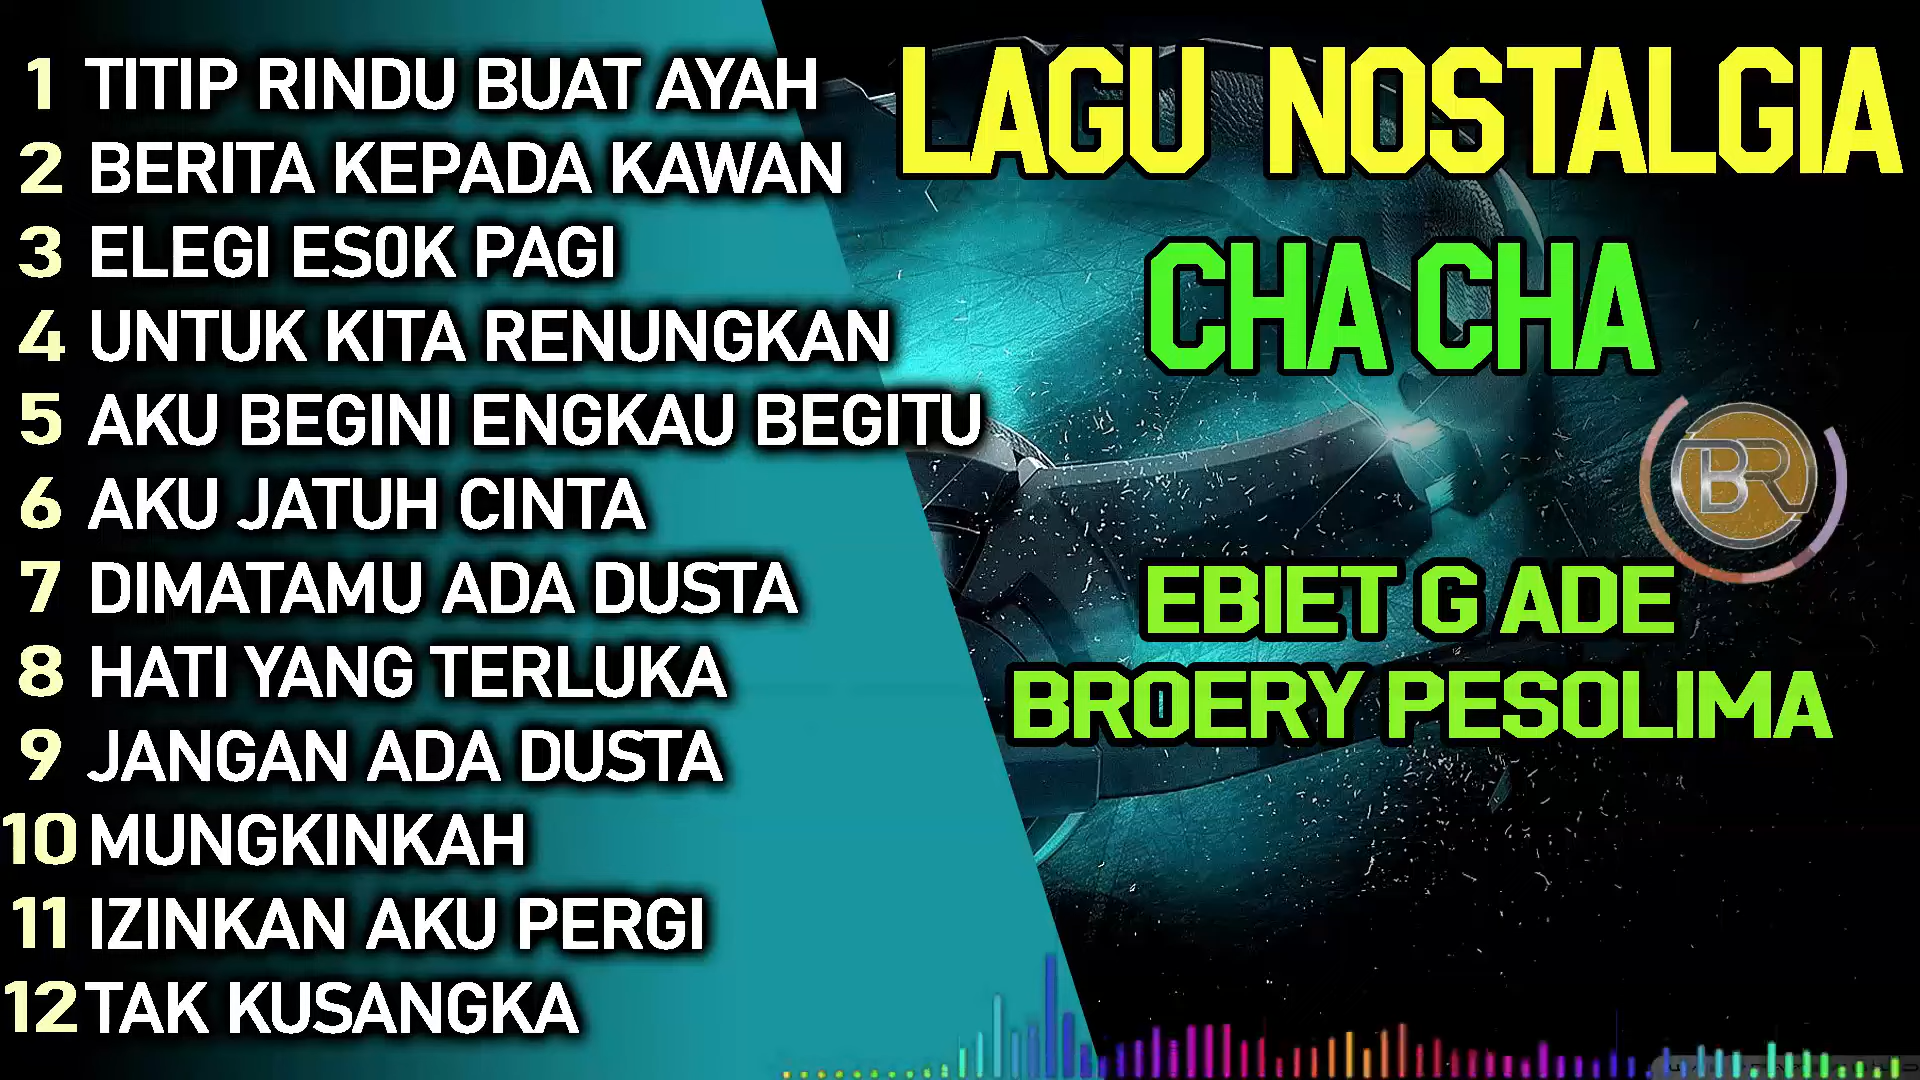 1 TITIP RINDU BUAT AYAH
2 BERITA KEPADA KAWAN
3 ELEGI ES0K PAGI
4 UNTUK KITA RENUNGKAN
5 AKU BEGINI ENGKAU BEGITU
6 AKU JATUH CINTA
7 DIMATAMU ADA DUSTA
8 HATI YANG TERLUKA
9 JANGAN ADA DUSTA
10 MUNGKINKAH
11 IZINKAN AKU PERGI
12 TAK KUSANGKA
LAGU NOSTALGIA
CHA CHA
BR
EBIET G ADE
BROERY PESOLIMA